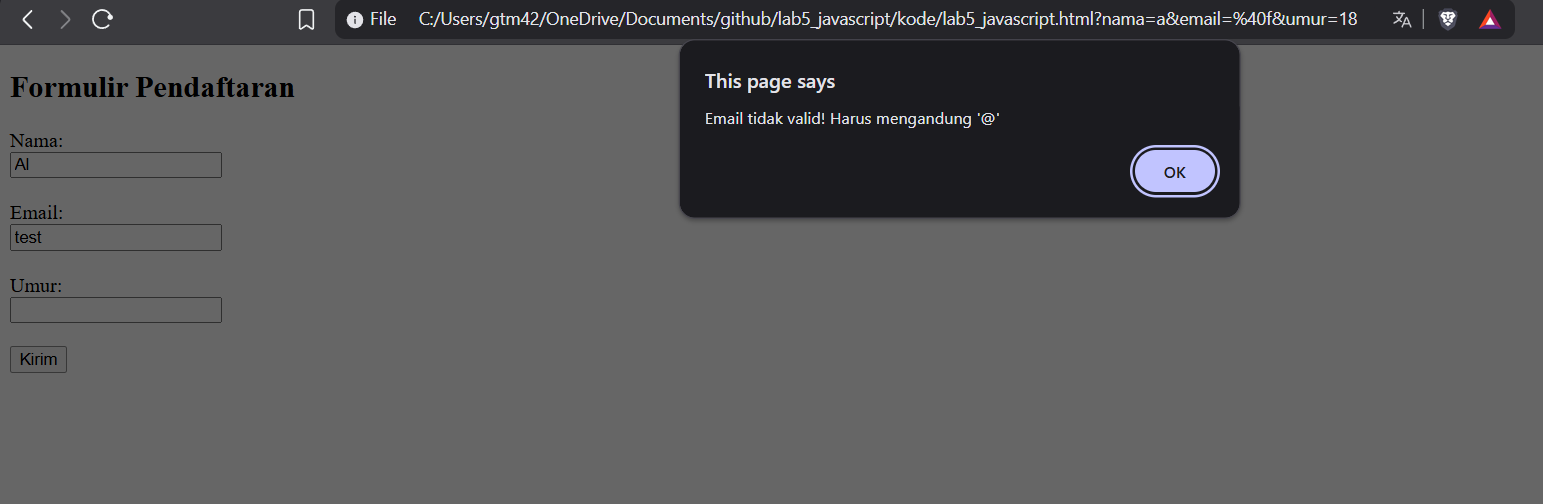 File C:/Users/gtm42/OneDrive/Documents/github/lab5_javascript/kode/lab5_javascript.html?nama=a&email=%40f&umur=18
This page says
Email tidak valid! Harus mengandung '@'
OK
Formulir Pendaftaran
Nama:
Al
Email:
test
Umur:
Kirim